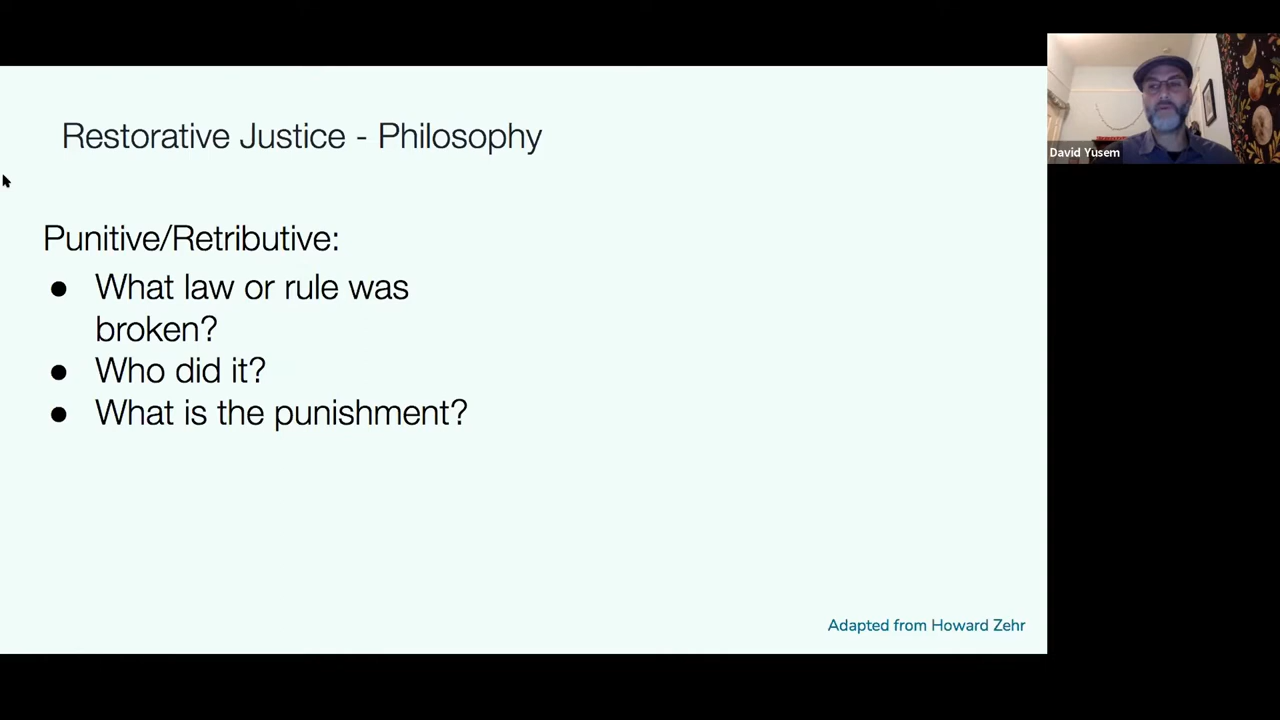 Restorative Justice - Philosophy
David Yusem
Punitive/Retributive:
● What law or rule was
broken?
● Who did it?
● What is the punishment?
Adapted from Howard Zehr